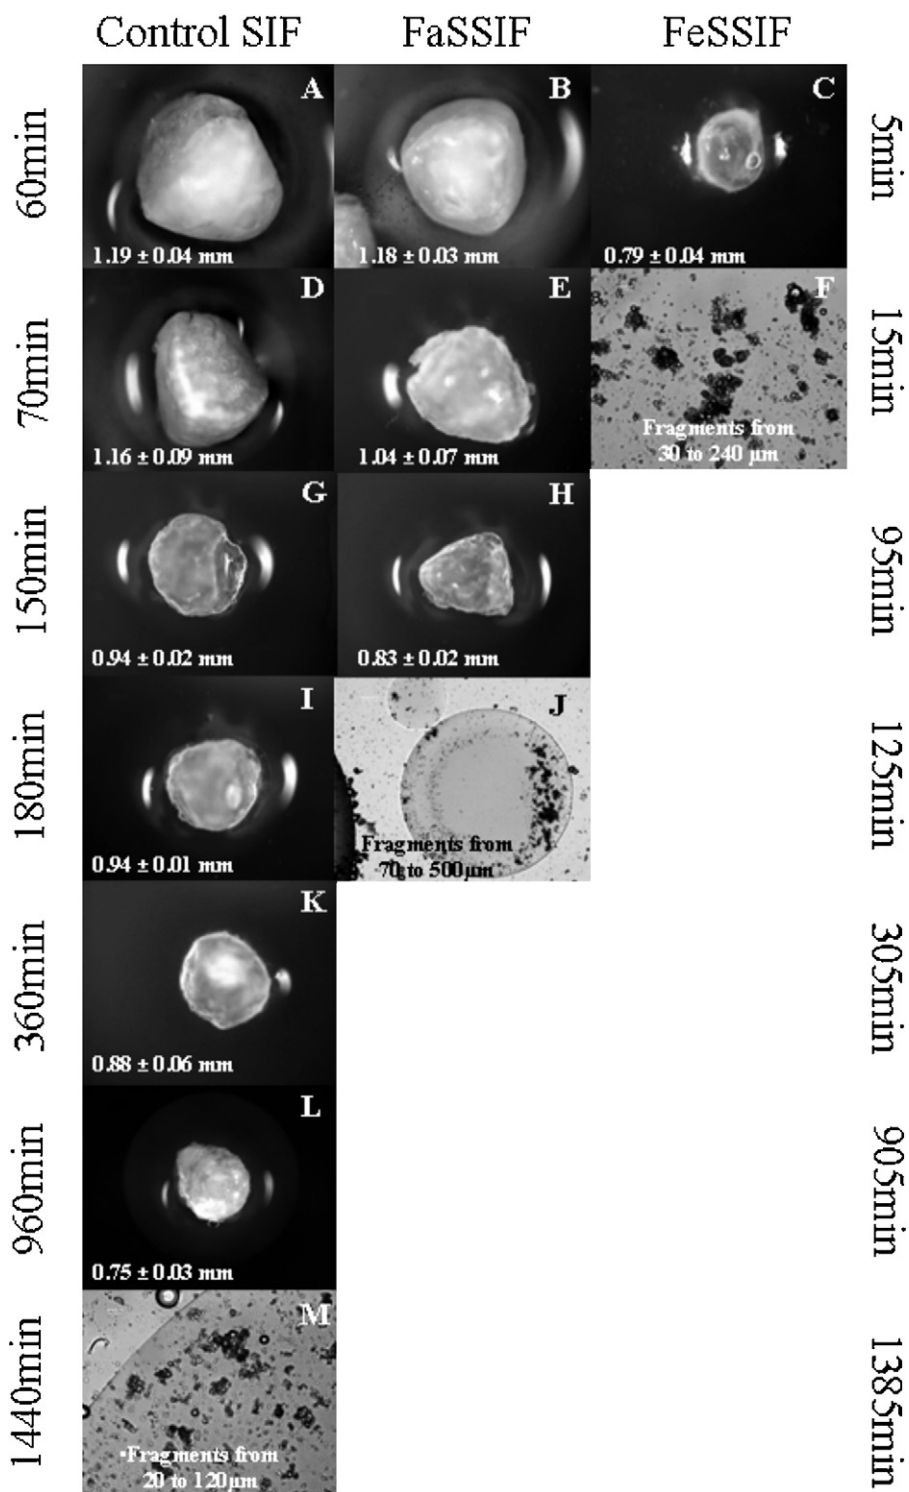 Control SIF FaSSIF FeSSIF
60min A B C 5min
1.19 ± 0.04 mm 1.18 ± 0.03 mm 0.79 ± 0.04 mm
70min D E F 15min
Fragments from
1.16 ± 0.09 mm 1.04 ± 0.07 mm 30 to 240 µm
150min G H 95min
0.94 ± 0.02 mm 0.83 ± 0.02 mm
180min I J 125min
Fragments from
0.94 ± 0.01 mm 70 to 500µm
360min K 305min
0.88 ± 0.06 mm
960min L 905min
0.75 ± 0.03 mm
1440min M 1385min
Fragments from
20 to 120µm